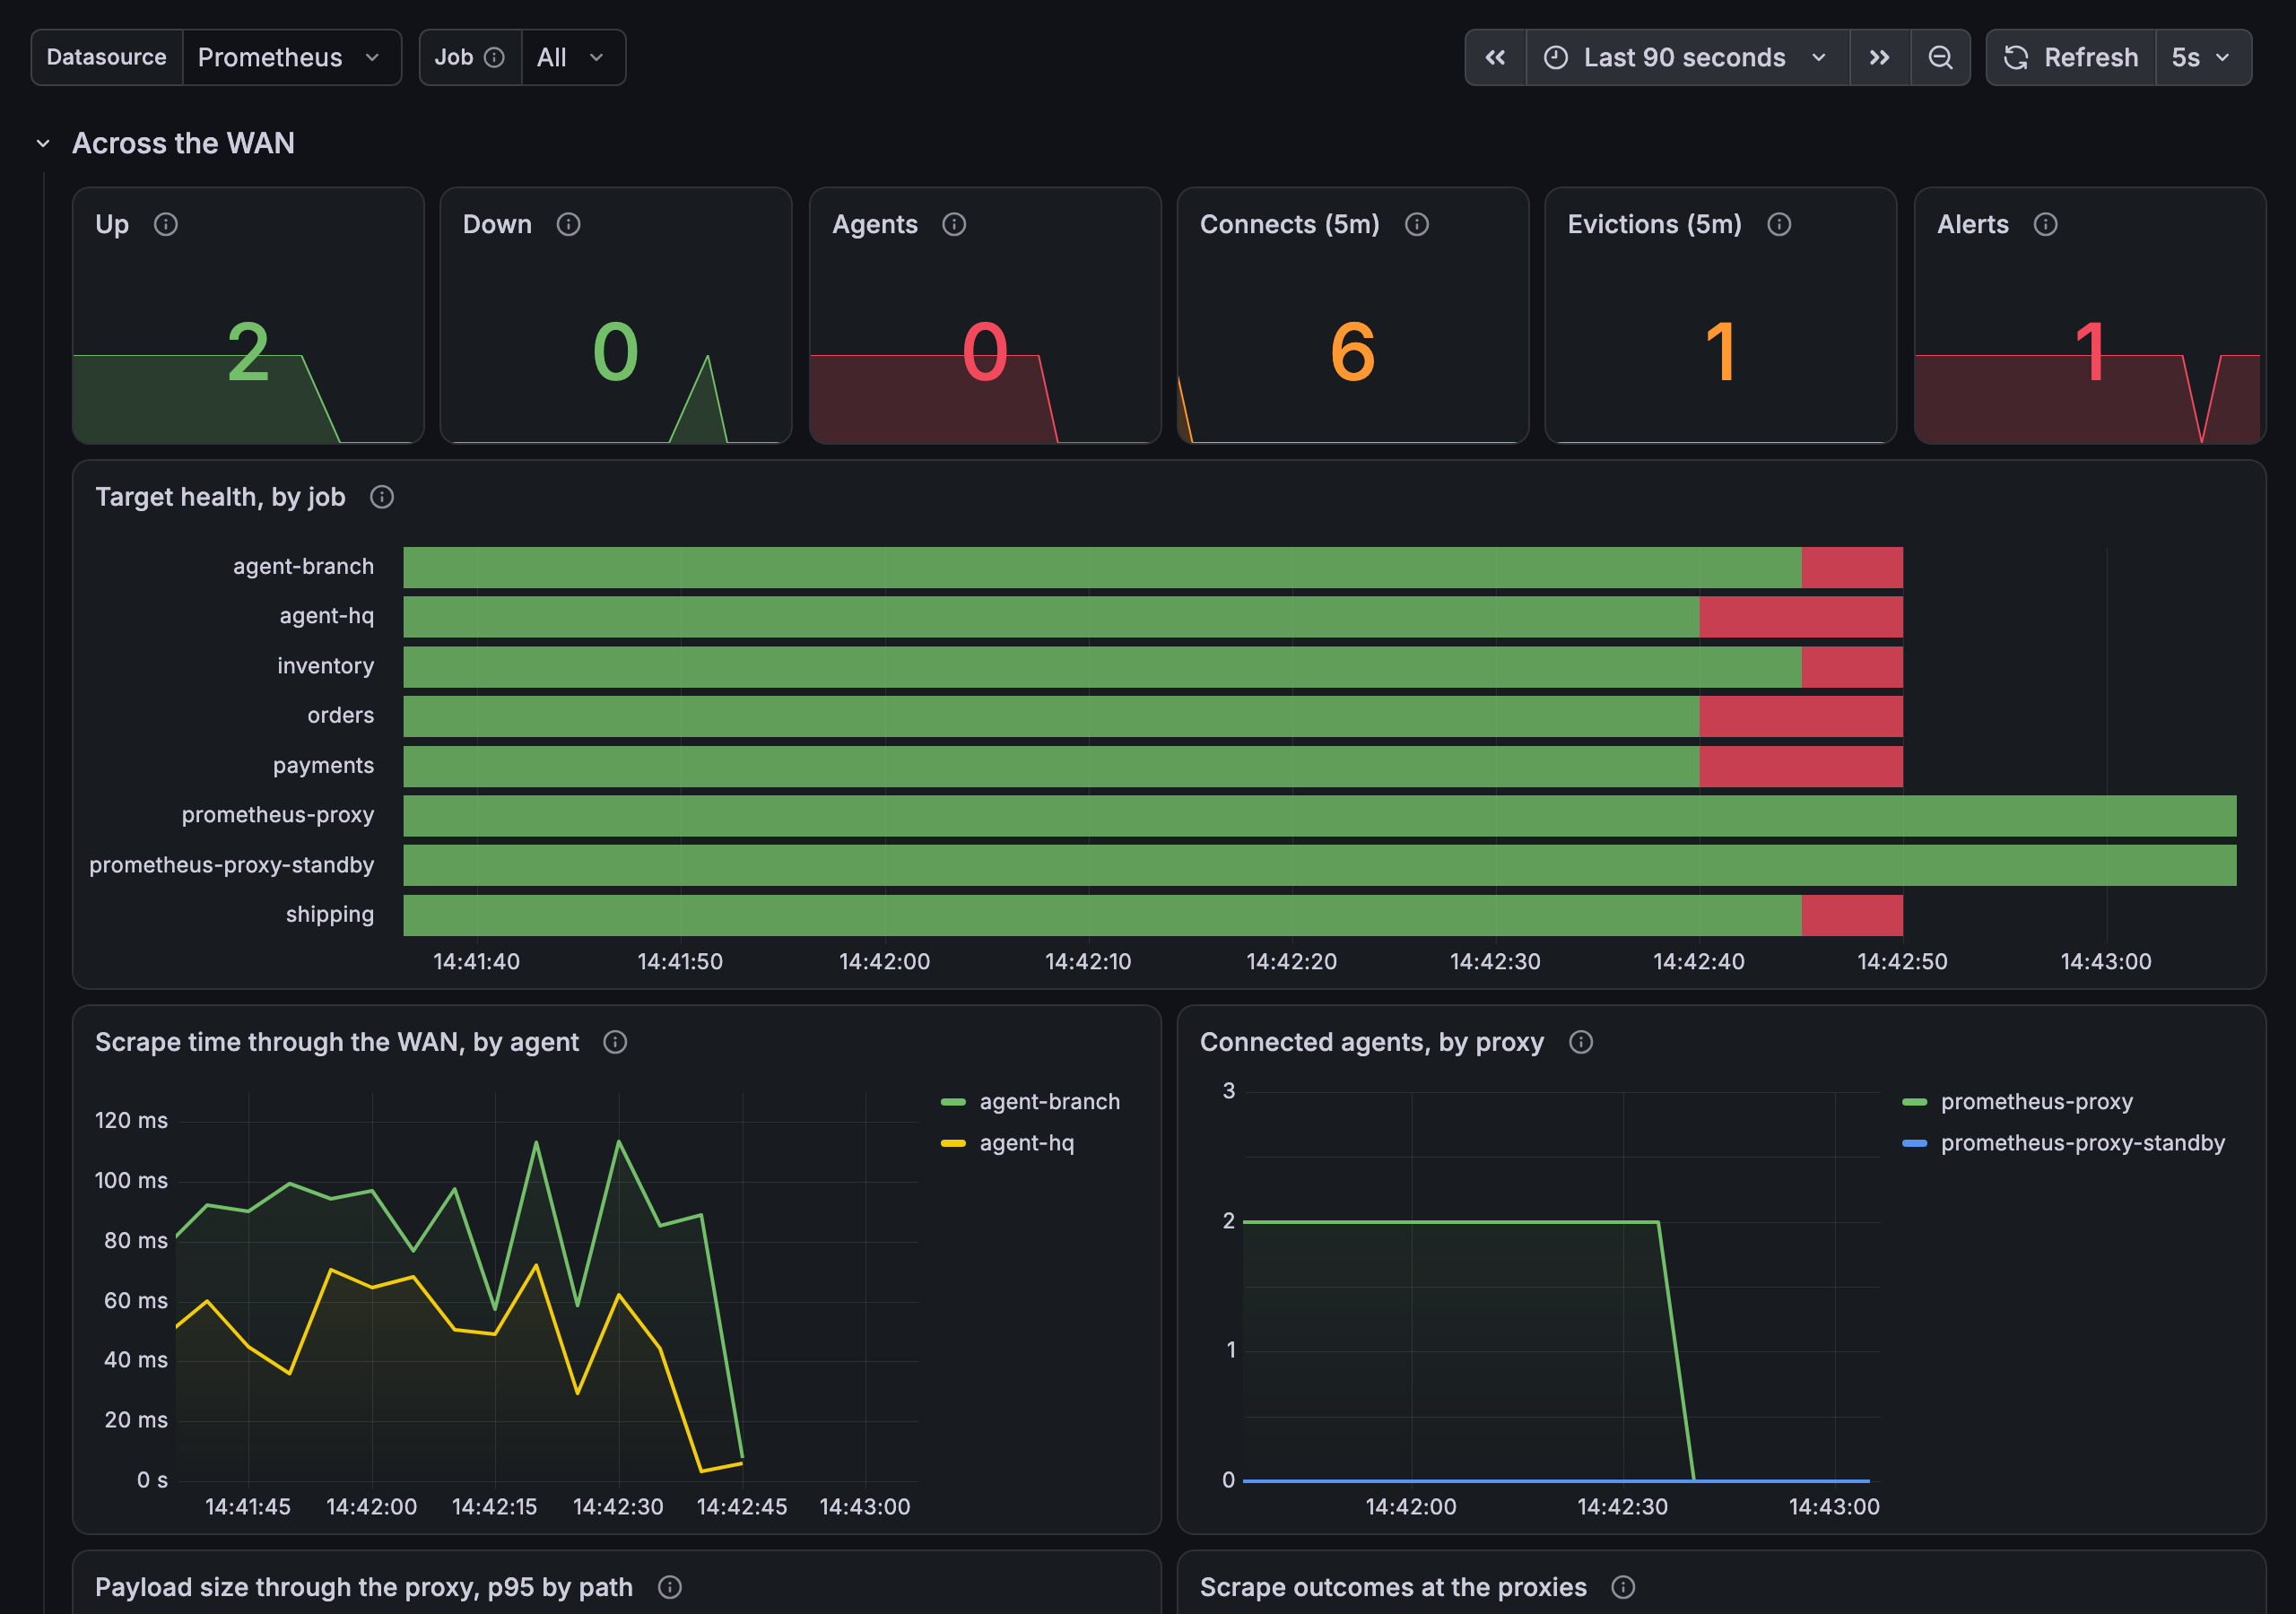 Datasource Prometheus Job All Last 90 seconds Refresh 5s
Across the WAN
Up Down Agents Connects (5m) Evictions (5m) Alerts
2 0 0 6 1 1
Target health, by job
agent-branch
agent-hq
inventory
orders
payments
prometheus-proxy
prometheus-proxy-standby
shipping
14:41:40 14:41:50 14:42:00 14:42:10 14:42:20 14:42:30 14:42:40 14:42:50 14:43:00
Scrape time through the WAN, by agent
120 ms
100 ms
80 ms
60 ms
40 ms
20 ms
0 s
14:41:45 14:42:00 14:42:15 14:42:30 14:42:45 14:43:00
agent-branch
agent-hq
Connected agents, by proxy
3
2
1
0
14:42:00 14:42:30 14:43:00
prometheus-proxy
prometheus-proxy-standby
Payload size through the proxy, p95 by path
Scrape outcomes at the proxies